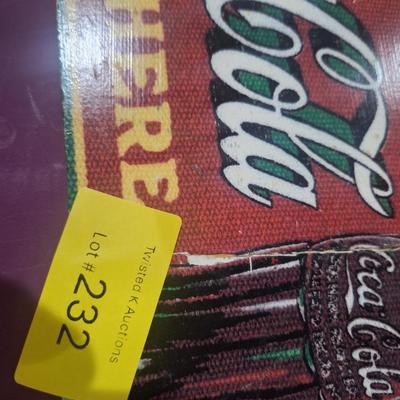 Cola
HERE
Coca-Cola
Twisted K Auctions
Lot # 232